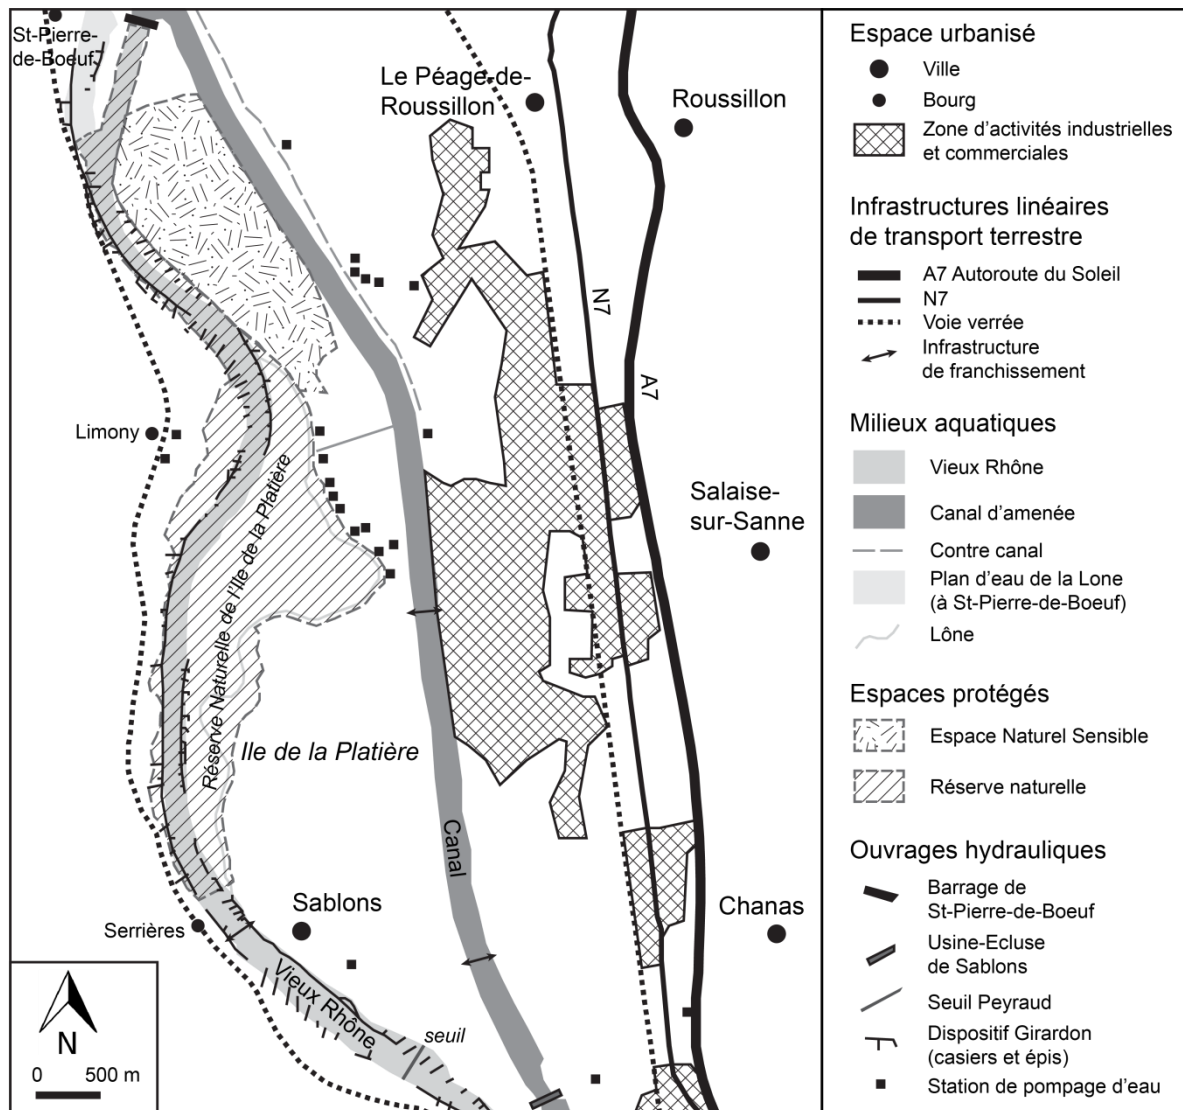 St-Pierre-
de-Boeuf
Le Péage-de-
Roussillon
Roussillon
N7
A7
Limony
Réserve Naturelle de l'Ile de la Platière
Salaise-
sur-Sanne
Ile de la Platière
Canal
Sablons
Serrières
Chanas
Vieux Rhône
seuil
N
0 500 m
Espace urbanisé
Ville
Bourg
Zone d'activités industrielles
et commerciales
Infrastructures linéaires
de transport terrestre
A7 Autoroute du Soleil
N7
Voie verrée
Infrastructure
de franchissement
Milieux aquatiques
Vieux Rhône
Canal d'amenée
Contre canal
Plan d'eau de la Lone
(à St-Pierre-de-Boeuf)
Lône
Espaces protégés
Espace Naturel Sensible
Réserve naturelle
Ouvrages hydrauliques
Barrage de
St-Pierre-de-Boeuf
Usine-Ecluse
de Sablons
Seuil Peyraud
Dispositif Girardon
(casiers et épis)
Station de pompage d'eau